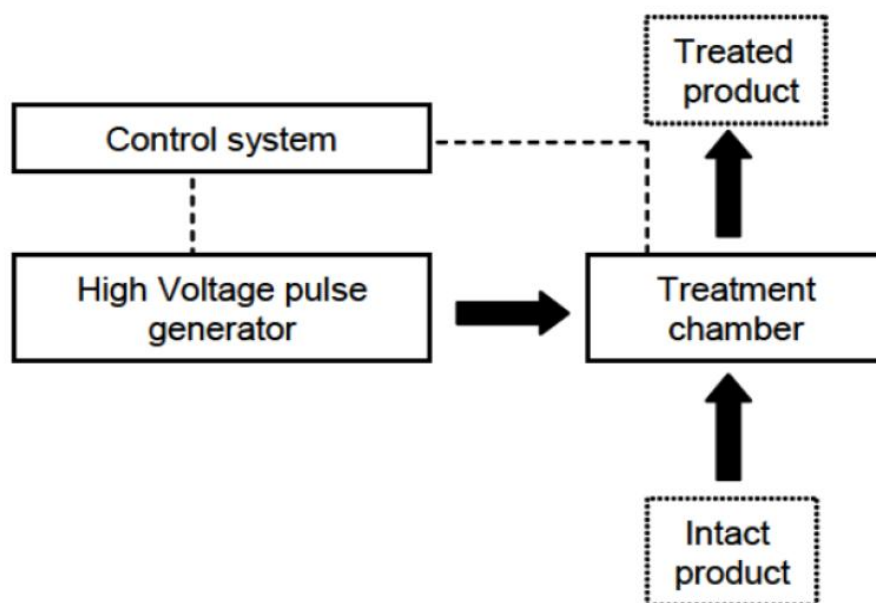 Treated
product
Control system
High Voltage pulse
generator
Treatment
chamber
Intact
product